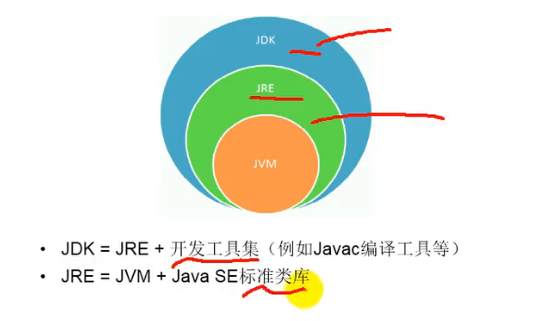 JDK
JRE
JVM
• JDK = JRE + 开发工具集（例如Javac编译工具等）
• JRE = JVM + Java SE标准类库